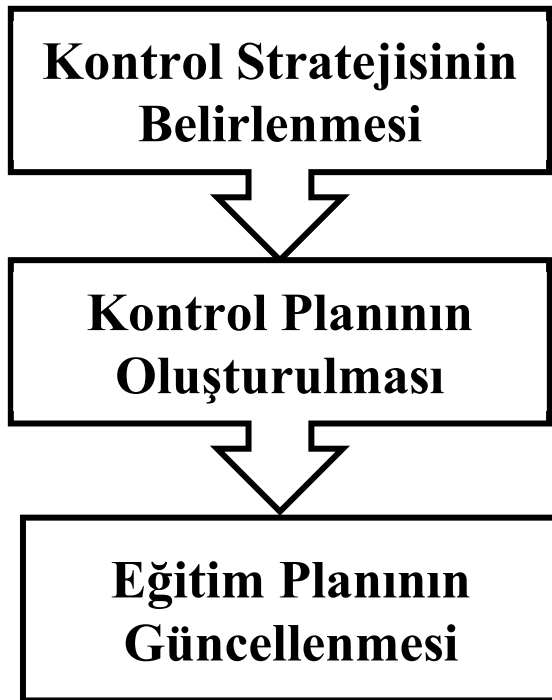 Kontrol Stratejisinin
Belirlenmesi
Kontrol Planının
Oluşturulması
Eğitim Planının
Güncellenmesi